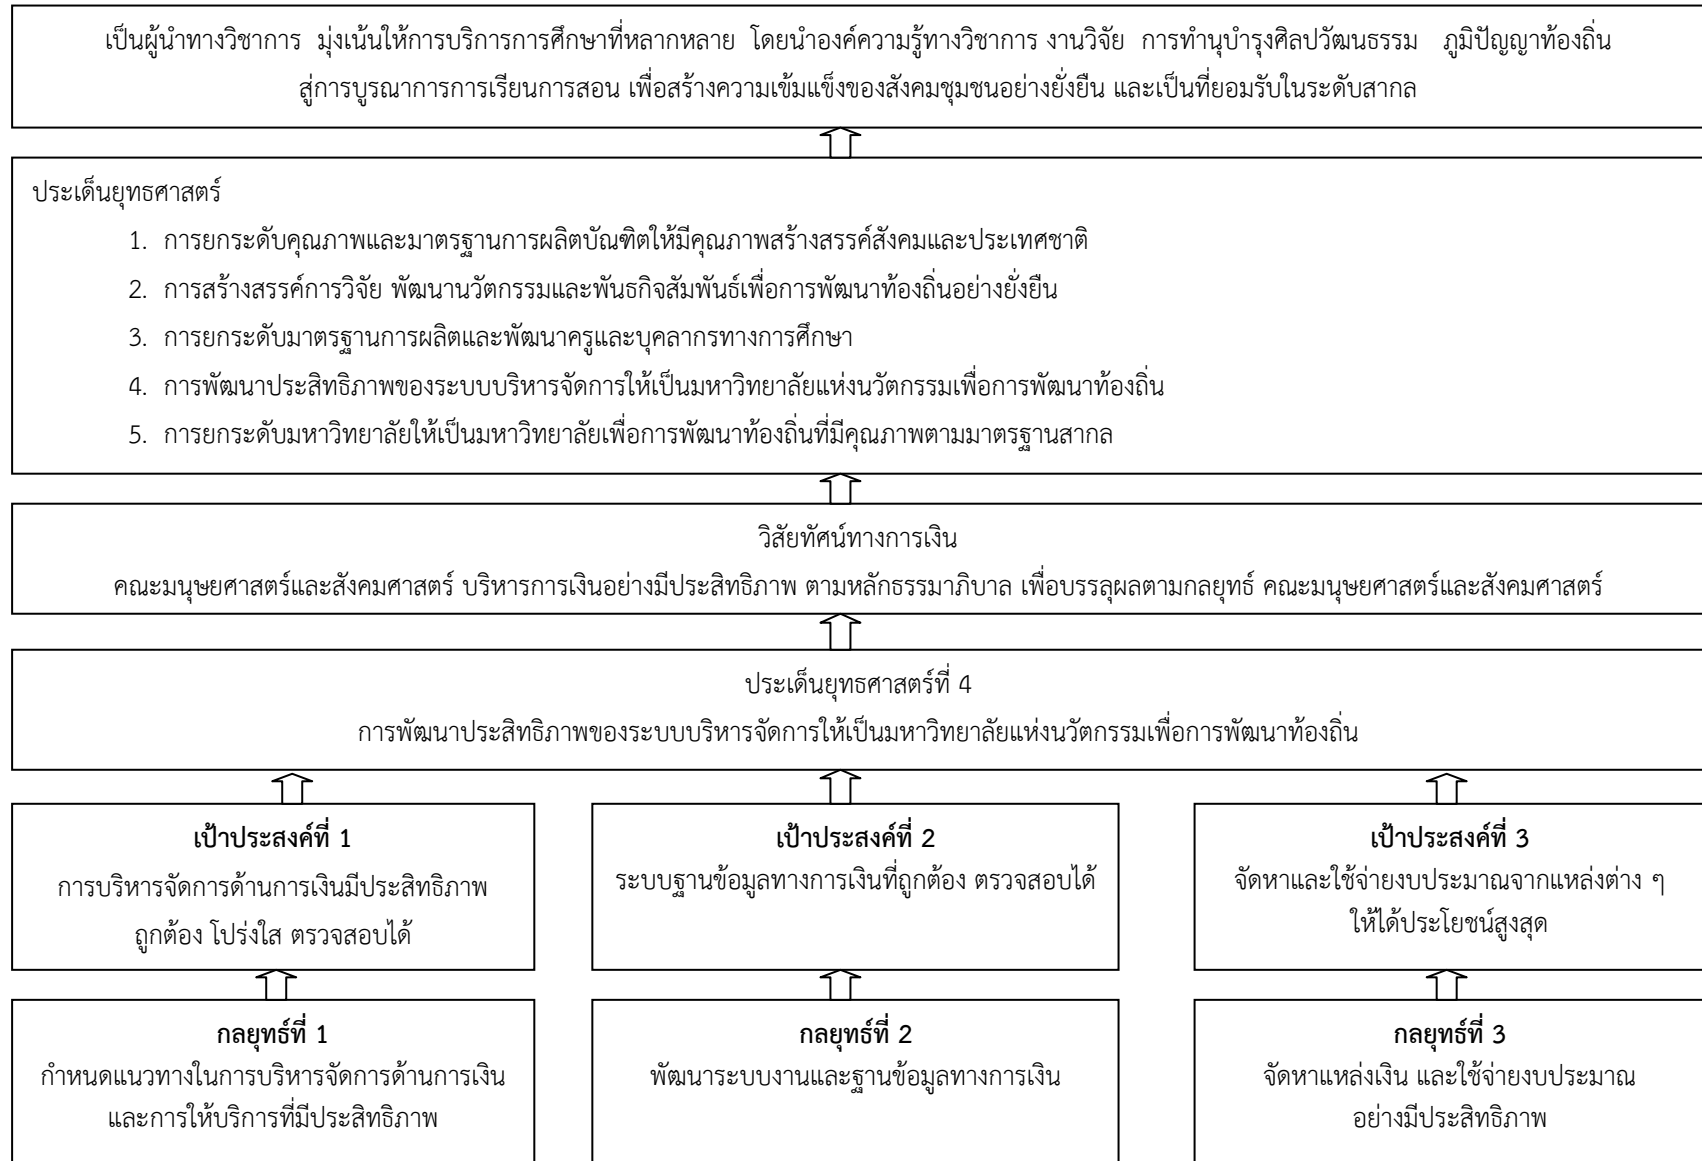 เป็นผู้นำทางวิชาการ มุ่งเน้นให้การบริการการศึกษาที่หลากหลาย โดยนำองค์ความรู้ทางวิชาการ งานวิจัย การทำนุบำรุงศิลปวัฒนธรรม ภูมิปัญญาท้องถิ่น
สู่การบูรณาการการเรียนการสอน เพื่อสร้างความเข้มแข็งของสังคมชุมชนอย่างยั่งยืน และเป็นที่ยอมรับในระดับสากล
ประเด็นยุทธศาสตร์
1. การยกระดับคุณภาพและมาตรฐานการผลิตบัณฑิตให้มีคุณภาพสร้างสรรค์สังคมและประเทศชาติ
2. การสร้างสรรค์การวิจัย พัฒนานวัตกรรมและพันธกิจสัมพันธ์เพื่อการพัฒนาท้องถิ่นอย่างยั่งยืน
3. การยกระดับมาตรฐานการผลิตและพัฒนาครูและบุคลากรทางการศึกษา
4. การพัฒนาประสิทธิภาพของระบบบริหารจัดการให้เป็นมหาวิทยาลัยแห่งนวัตกรรมเพื่อการพัฒนาท้องถิ่น
5. การยกระดับมหาวิทยาลัยให้เป็นมหาวิทยาลัยเพื่อการพัฒนาท้องถิ่นที่มีคุณภาพตามมาตรฐานสากล
วิสัยทัศน์ทางการเงิน
คณะมนุษยศาสตร์และสังคมศาสตร์ บริหารการเงินอย่างมีประสิทธิภาพ ตามหลักธรรมาภิบาล เพื่อบรรลุผลตามกลยุทธ์ คณะมนุษยศาสตร์และสังคมศาสตร์
ประเด็นยุทธศาสตร์ที่ 4
การพัฒนาประสิทธิภาพของระบบบริหารจัดการให้เป็นมหาวิทยาลัยแห่งนวัตกรรมเพื่อการพัฒนาท้องถิ่น
เป้าประสงค์ที่ 1
การบริหารจัดการด้านการเงินมีประสิทธิภาพ
ถูกต้อง โปร่งใส ตรวจสอบได้
เป้าประสงค์ที่ 2
ระบบฐานข้อมูลทางการเงินที่ถูกต้อง ตรวจสอบได้
เป้าประสงค์ที่ 3
จัดหาและใช้จ่ายงบประมาณจากแหล่งต่าง ๆ
ให้ได้ประโยชน์สูงสุด
กลยุทธ์ที่ 1
กำหนดแนวทางในการบริหารจัดการด้านการเงิน
และการให้บริการที่มีประสิทธิภาพ
กลยุทธ์ที่ 2
พัฒนาระบบงานและฐานข้อมูลทางการเงิน
กลยุทธ์ที่ 3
จัดหาแหล่งเงิน และใช้จ่ายงบประมาณ
อย่างมีประสิทธิภาพ